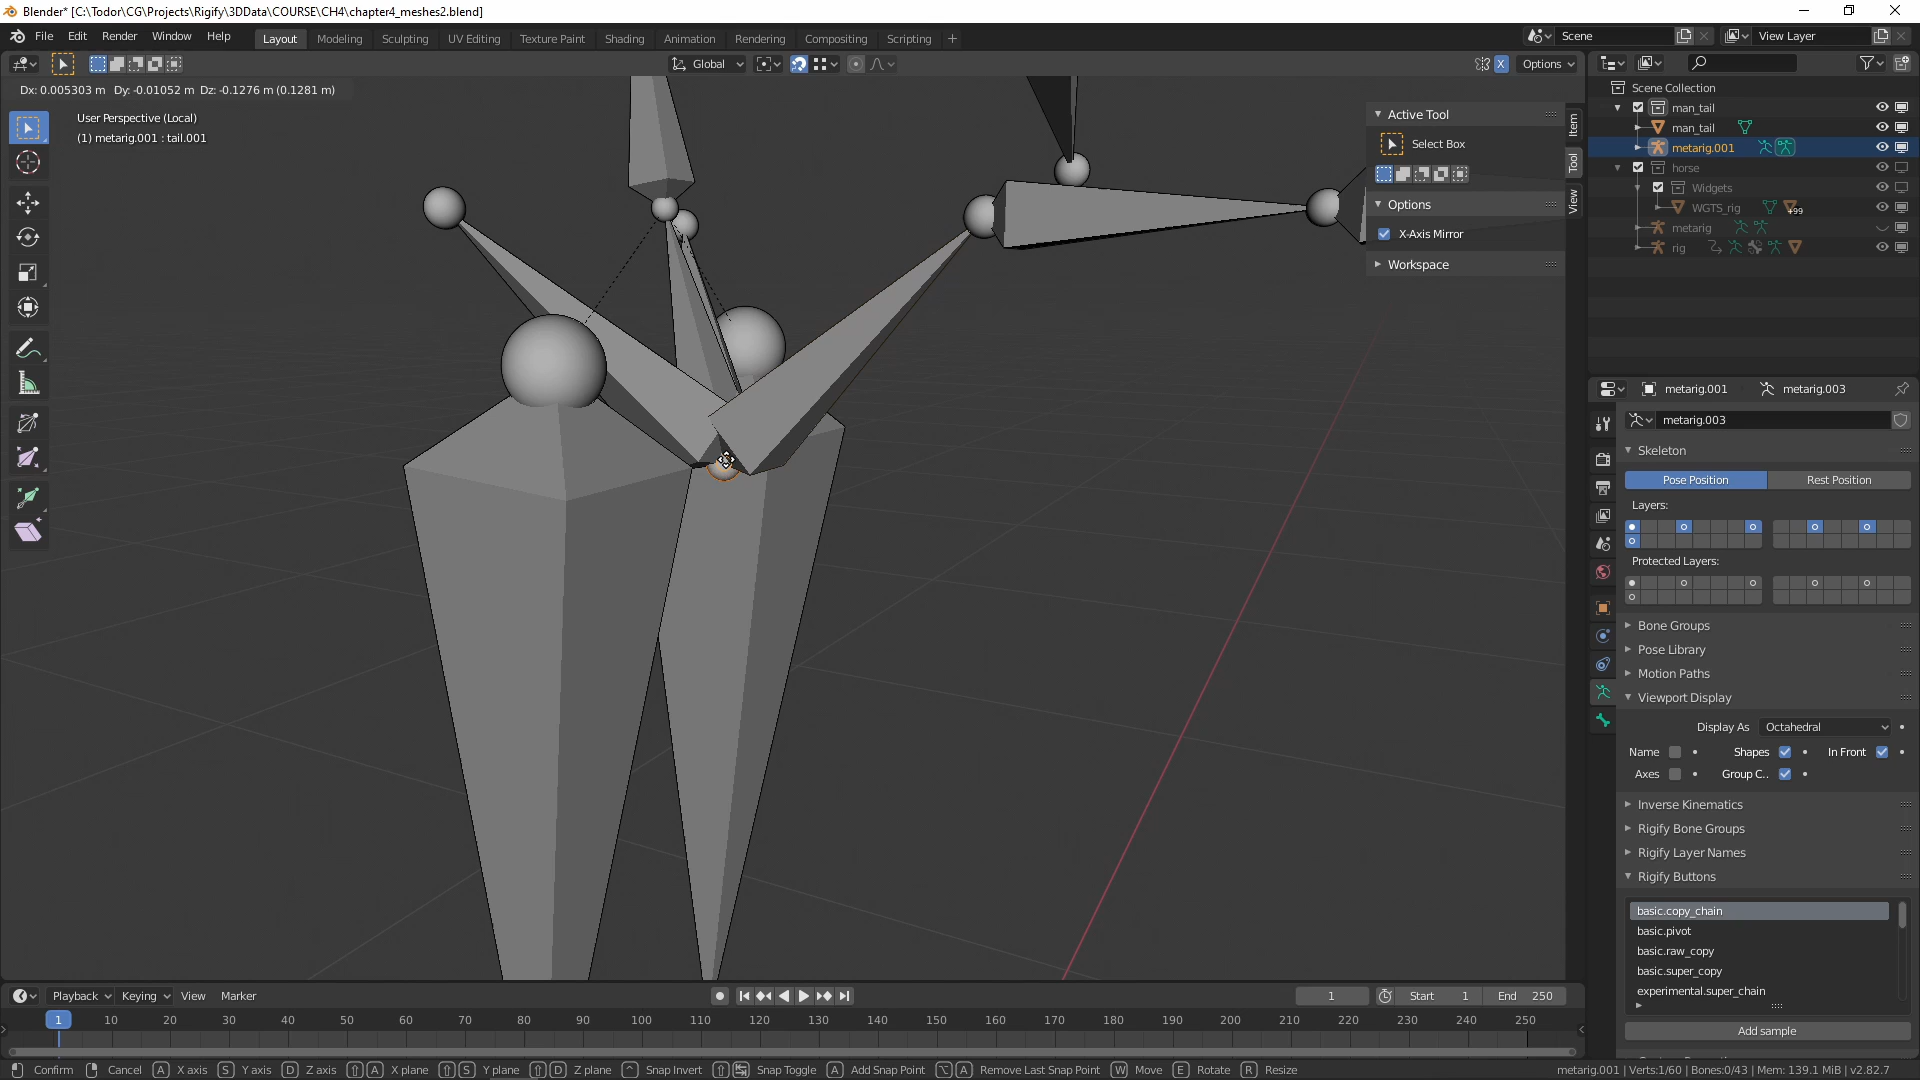 Blender* [C:\Todor\CG\Projects\Rigify\3DData\COURSE\CH4\chapter4_meshes2.blend]
File Edit Render Window Help Layout Modeling Sculpting UV Editing Texture Paint Shading Animation Rendering Compositing Scripting + Scene View Layer
Global Options
Dx: 0.005303 m Dy: -0.01052 m Dz: -0.1276 m (0.1281 m)
User Perspective (Local)
(1) metarig.001 : tail.001
Active Tool
Select Box
Options
X-Axis Mirror
Workspace
Item
Tool
View
Scene Collection
man_tail
man_tail
metarig.001
horse
Widgets
WGTS_rig +99
metarig
rig
metarig.001 metarig.003
metarig.003
Skeleton
Pose Position Rest Position
Layers:
Protected Layers:
Bone Groups
Pose Library
Motion Paths
Viewport Display
Display As Octahedral
Name Shapes In Front
Axes Group C..
Inverse Kinematics
Rigify Bone Groups
Rigify Layer Names
Rigify Buttons
basic.copy_chain
basic.pivot
basic.raw_copy
basic.super_copy
experimental.super_chain
Add sample
Playback Keying View Marker 1 Start 1 End 250
1 10 20 30 40 50 60 70 80 90 100 110 120 130 140 150 160 170 180 190 200 210 220 230 240 250
Confirm Cancel A X axis S Y axis D Z axis A X plane S Y plane D Z plane Snap Invert Snap Toggle A Add Snap Point A Remove Last Snap Point W Move E Rotate R Resize metarig.001 | Verts:1/60 | Bones:0/43 | Mem: 139.1 MiB | v2.82.7